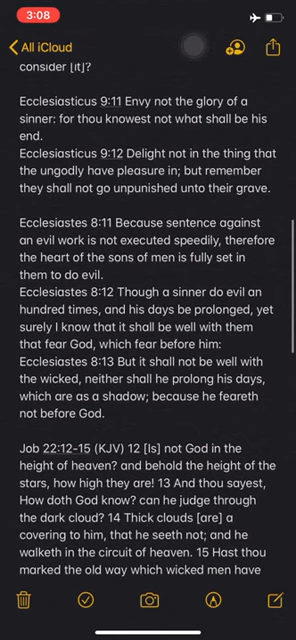 3:08
All iCloud
consider [it]?
Ecclesiasticus 9:11 Envy not the glory of a
sinner: for thou knowest not what shall be his
end.
Ecclesiasticus 9:12 Delight not in the thing that
the ungodly have pleasure in; but remember
they shall not go unpunished unto their grave.
Ecclesiastes 8:11 Because sentence against
an evil work is not executed speedily, therefore
the heart of the sons of men is fully set in
them to do evil.
Ecclesiastes 8:12 Though a sinner do evil an
hundred times, and his days be prolonged, yet
surely I know that it shall be well with them
that fear God, which fear before him:
Ecclesiastes 8:13 But it shall not be well with
the wicked, neither shall he prolong his days,
which are as a shadow; because he feareth
not before God.
Job 22:12-15 (KJV) 12 [Is] not God in the
height of heaven? and behold the height of the
stars, how high they are! 13 And thou sayest,
How doth God know? can he judge through
the dark cloud? 14 Thick clouds [are] a
covering to him, that he seeth not; and he
walketh in the circuit of heaven. 15 Hast thou
marked the old way which wicked men have